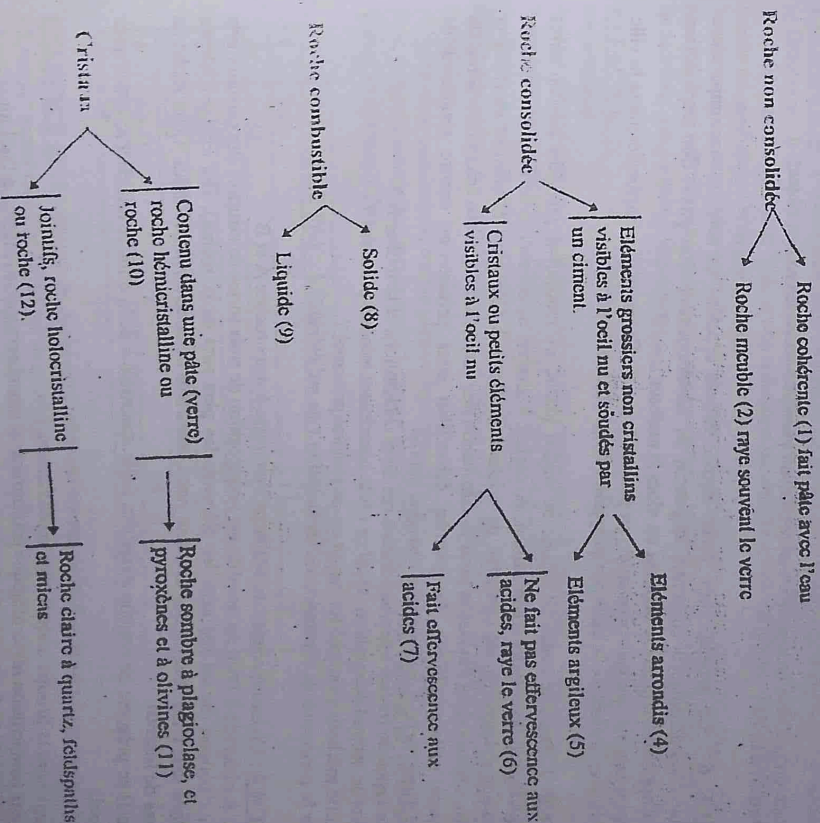 Roche non consolidée
Roche cohérente (1) fait pâte avec l'eau
Roche meuble (2) raye souvent le verre
Roche consolidée
Eléments grossiers non cristallins
visibles à l'oeil nu et soudés par
un ciment.
Eléments arrondis (4)
Eléments argileux (5)
Cristaux ou petits éléments
visibles à l'oeil nu
Ne fait pas effervescence aux
acides, raye le verre (6)
Fait effervescence aux
acides (7)
Roche combustible
Solide (8)
Liquide (9)
Cristaux
Contenu dans une pâte (verre)
roche hémicristalline ou
roche (10)
Roche sombre à plagioclase, et
pyroxènes et à olivines (11)
Jointifs, roche holocristalline
ou roche (12).
Roche claire à quartz, feldspaths
et micas